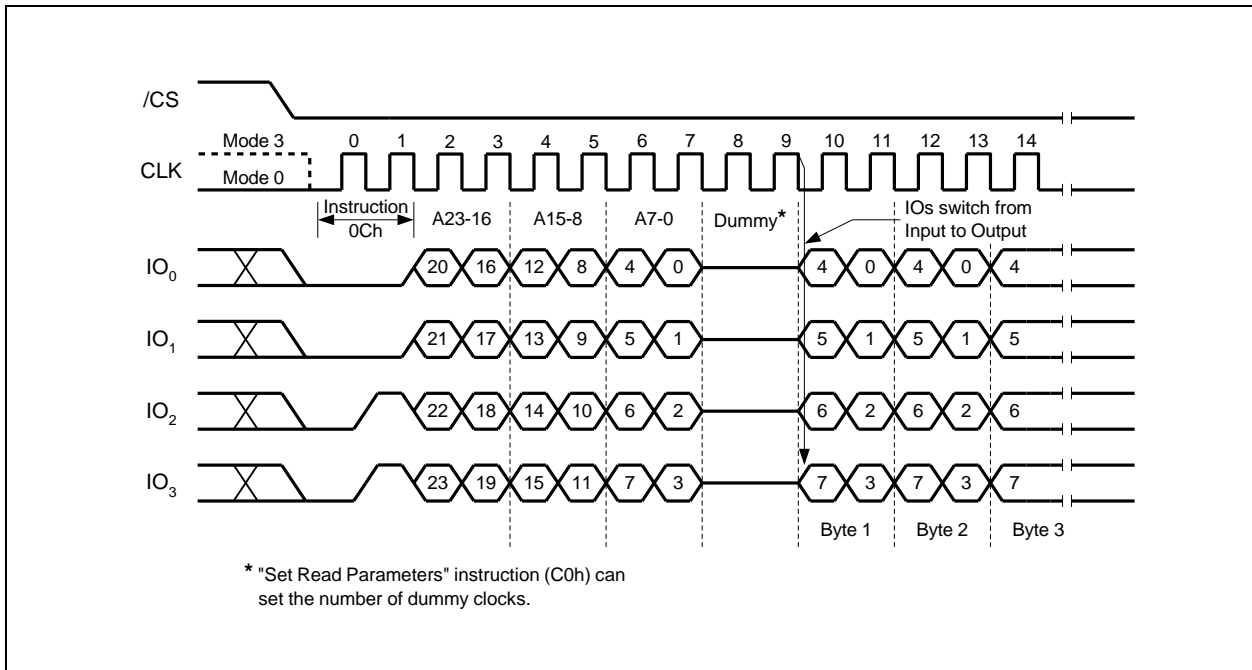 /CS
Mode 3 0 1 2 3 4 5 6 7 8 9 10 11 12 13 14
CLK
Mode 0
Instruction
0Ch
A23-16 A15-8 A7-0 Dummy*
IOs switch from
Input to Output
IO0 20 16 12 8 4 0 4 0 4 0 4
IO1 21 17 13 9 5 1 5 1 5 1 5
IO2 22 18 14 10 6 2 6 2 6 2 6
IO3 23 19 15 11 7 3 7 3 7 3 7
Byte 1 Byte 2 Byte 3
* "Set Read Parameters" instruction (C0h) can
set the number of dummy clocks.